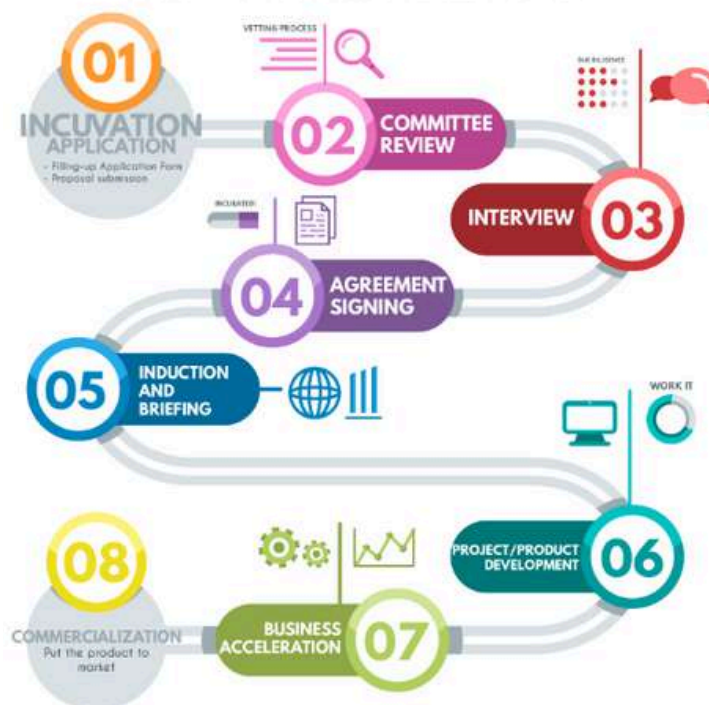 01
INCUVATION
APPLICATION
- Filling-up Application Form
- Proposal submission
VETTING PROCESS
02
COMMITTEE
REVIEW
DUE DILIGENCE
INTERVIEW
03
INCUBATED!
04
AGREEMENT
SIGNING
05
INDUCTION
AND
BRIEFING
WORK IT
PROJECT/PRODUCT
DEVELOPMENT
06
BUSINESS
ACCELERATION
07
08
COMMERCIALIZATION
Put the product to
market